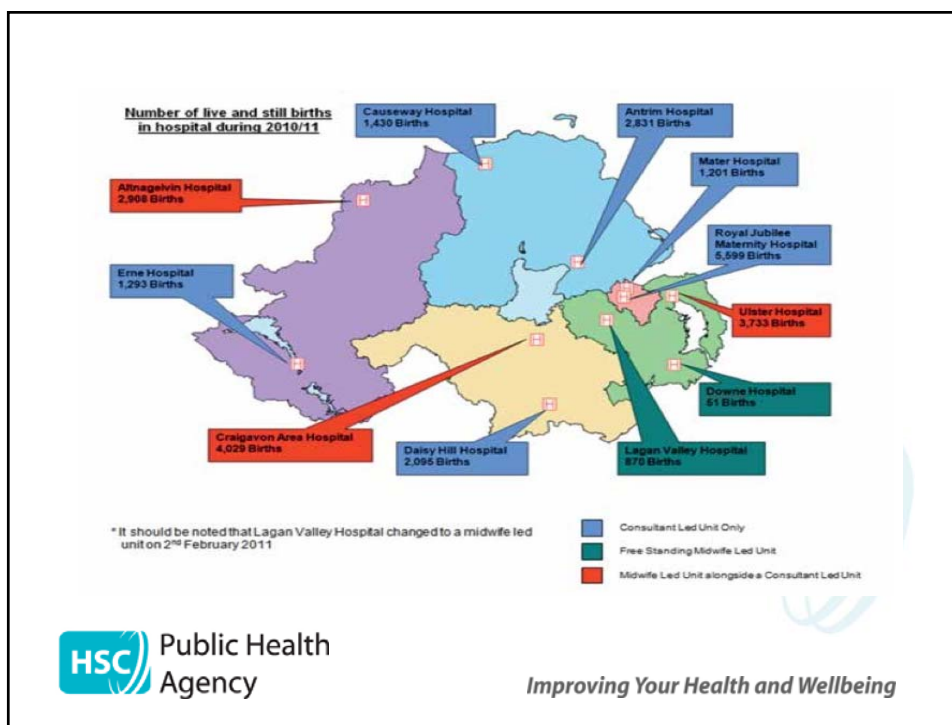 Number of live and still births
in hospital during 2010/11
Causeway Hospital
1,430 Births
Antrim Hospital
2,831 Births
Mater Hospital
1,201 Births
Altnagelvin Hospital
2,908 Births
Royal Jubilee
Maternity Hospital
5,599 Births
Erne Hospital
1,293 Births
Ulster Hospital
3,733 Births
Downe Hospital
51 Births
Craigavon Area Hospital
4,029 Births
Daisy Hill Hospital
2,095 Births
Lagan Valley Hospital
870 Births
* It should be noted that Lagan Valley Hospital changed to a midwife led
unit on 2nd February 2011
Consultant Led Unit Only
Free Standing Midwife Led Unit
Midwife Led Unit alongside a Consultant Led Unit
H
H
H
H
H
H
H
H
H
H
HSC
Public Health
Agency
Improving Your Health and Wellbeing